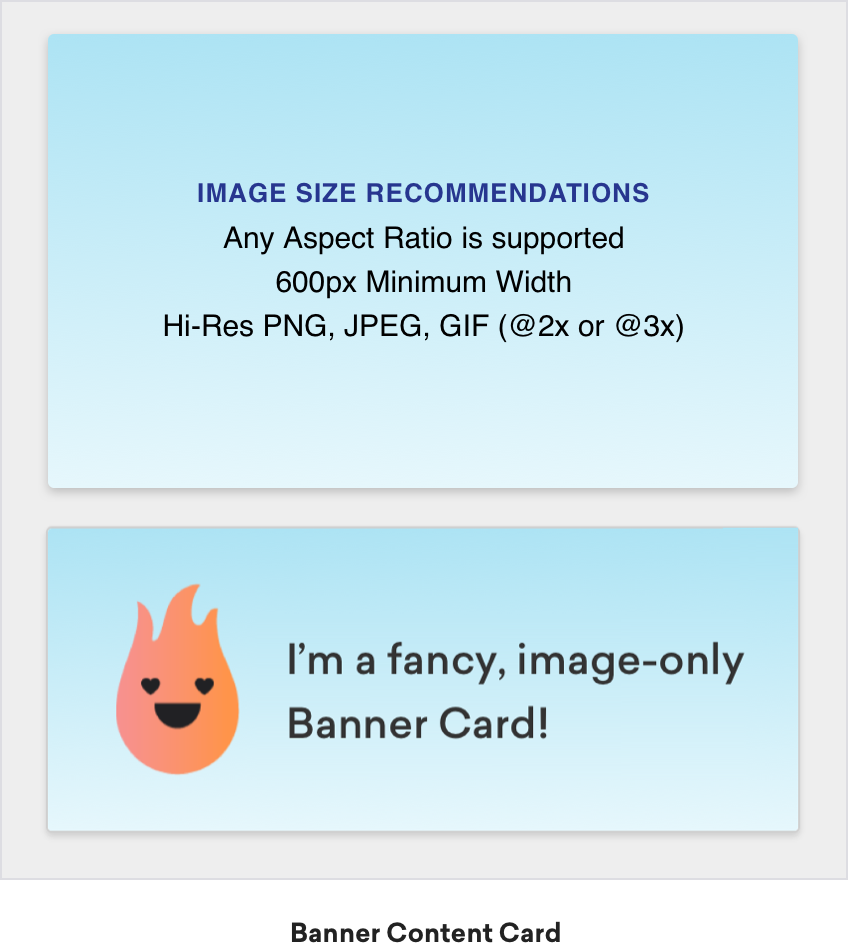 IMAGE SIZE RECOMMENDATIONS
Any Aspect Ratio is supported
600px Minimum Width
Hi-Res PNG, JPEG, GIF (@2x or @3x)
I’m a fancy, image-only
Banner Card!
Banner Content Card